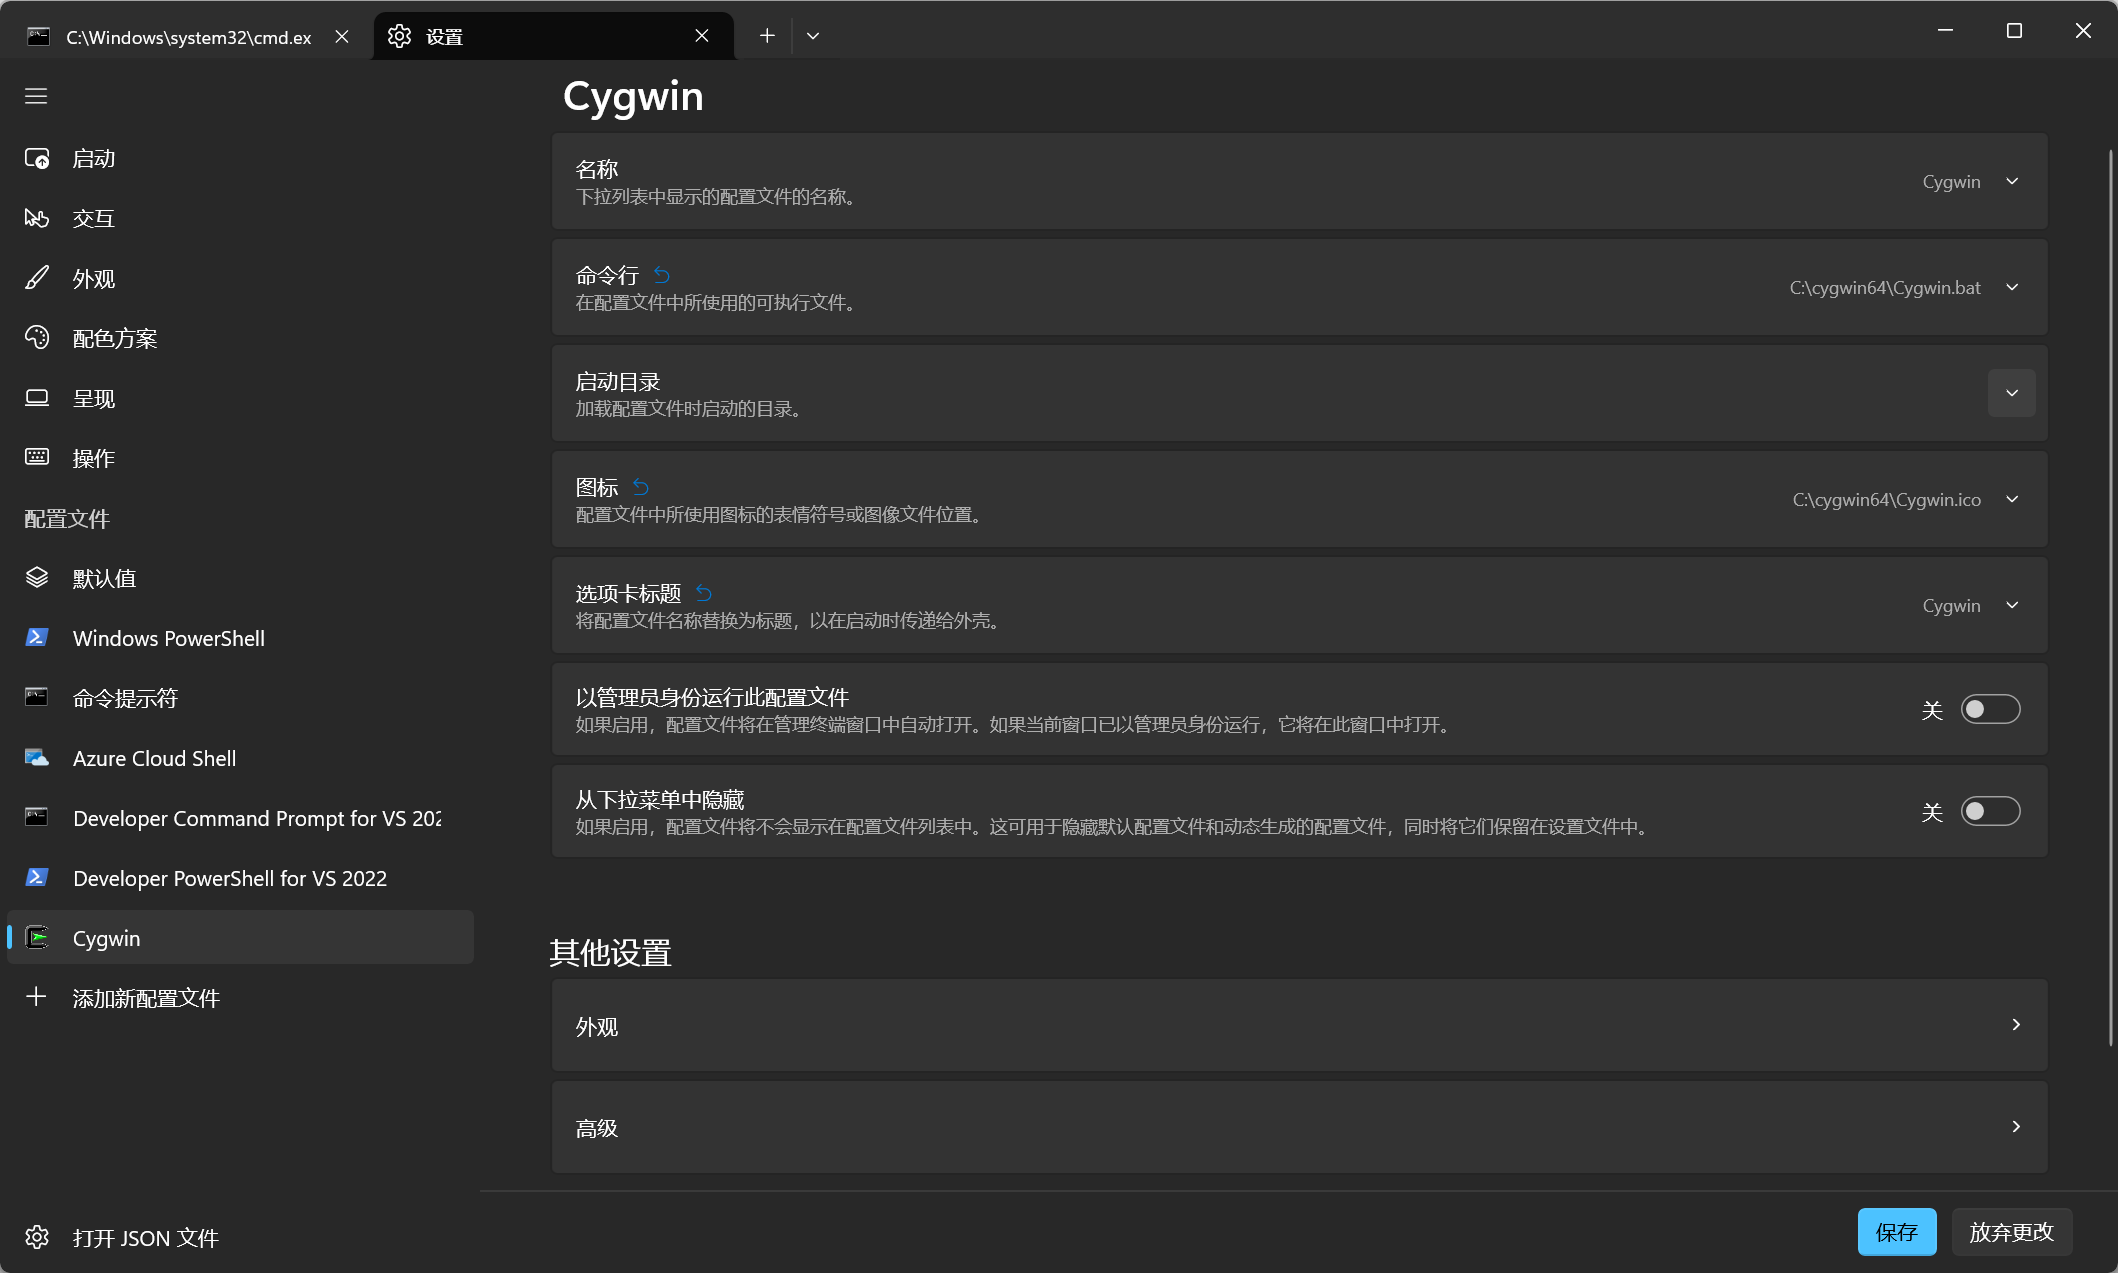 C:\Windows\system32\cmd.ex
设置
启动
交互
外观
配色方案
呈现
操作
配置文件
默认值
Windows PowerShell
命令提示符
Azure Cloud Shell
Developer Command Prompt for VS 202
Developer PowerShell for VS 2022
Cygwin
添加新配置文件
打开 JSON 文件
Cygwin
名称
下拉列表中显示的配置文件的名称。
Cygwin
命令行
在配置文件中所使用的可执行文件。
C:\cygwin64\Cygwin.bat
启动目录
加载配置文件时启动的目录。
图标
配置文件中所使用图标的表情符号或图像文件位置。
C:\cygwin64\Cygwin.ico
选项卡标题
将配置文件名称替换为标题，以在启动时传递给外壳。
Cygwin
以管理员身份运行此配置文件
如果启用，配置文件将在管理终端窗口中自动打开。如果当前窗口已以管理员身份运行，它将在此窗口中打开。
关
从下拉菜单中隐藏
如果启用，配置文件将不会显示在配置文件列表中。这可用于隐藏默认配置文件和动态生成的配置文件，同时将它们保留在设置文件中。
关
其他设置
外观
高级
保存
放弃更改